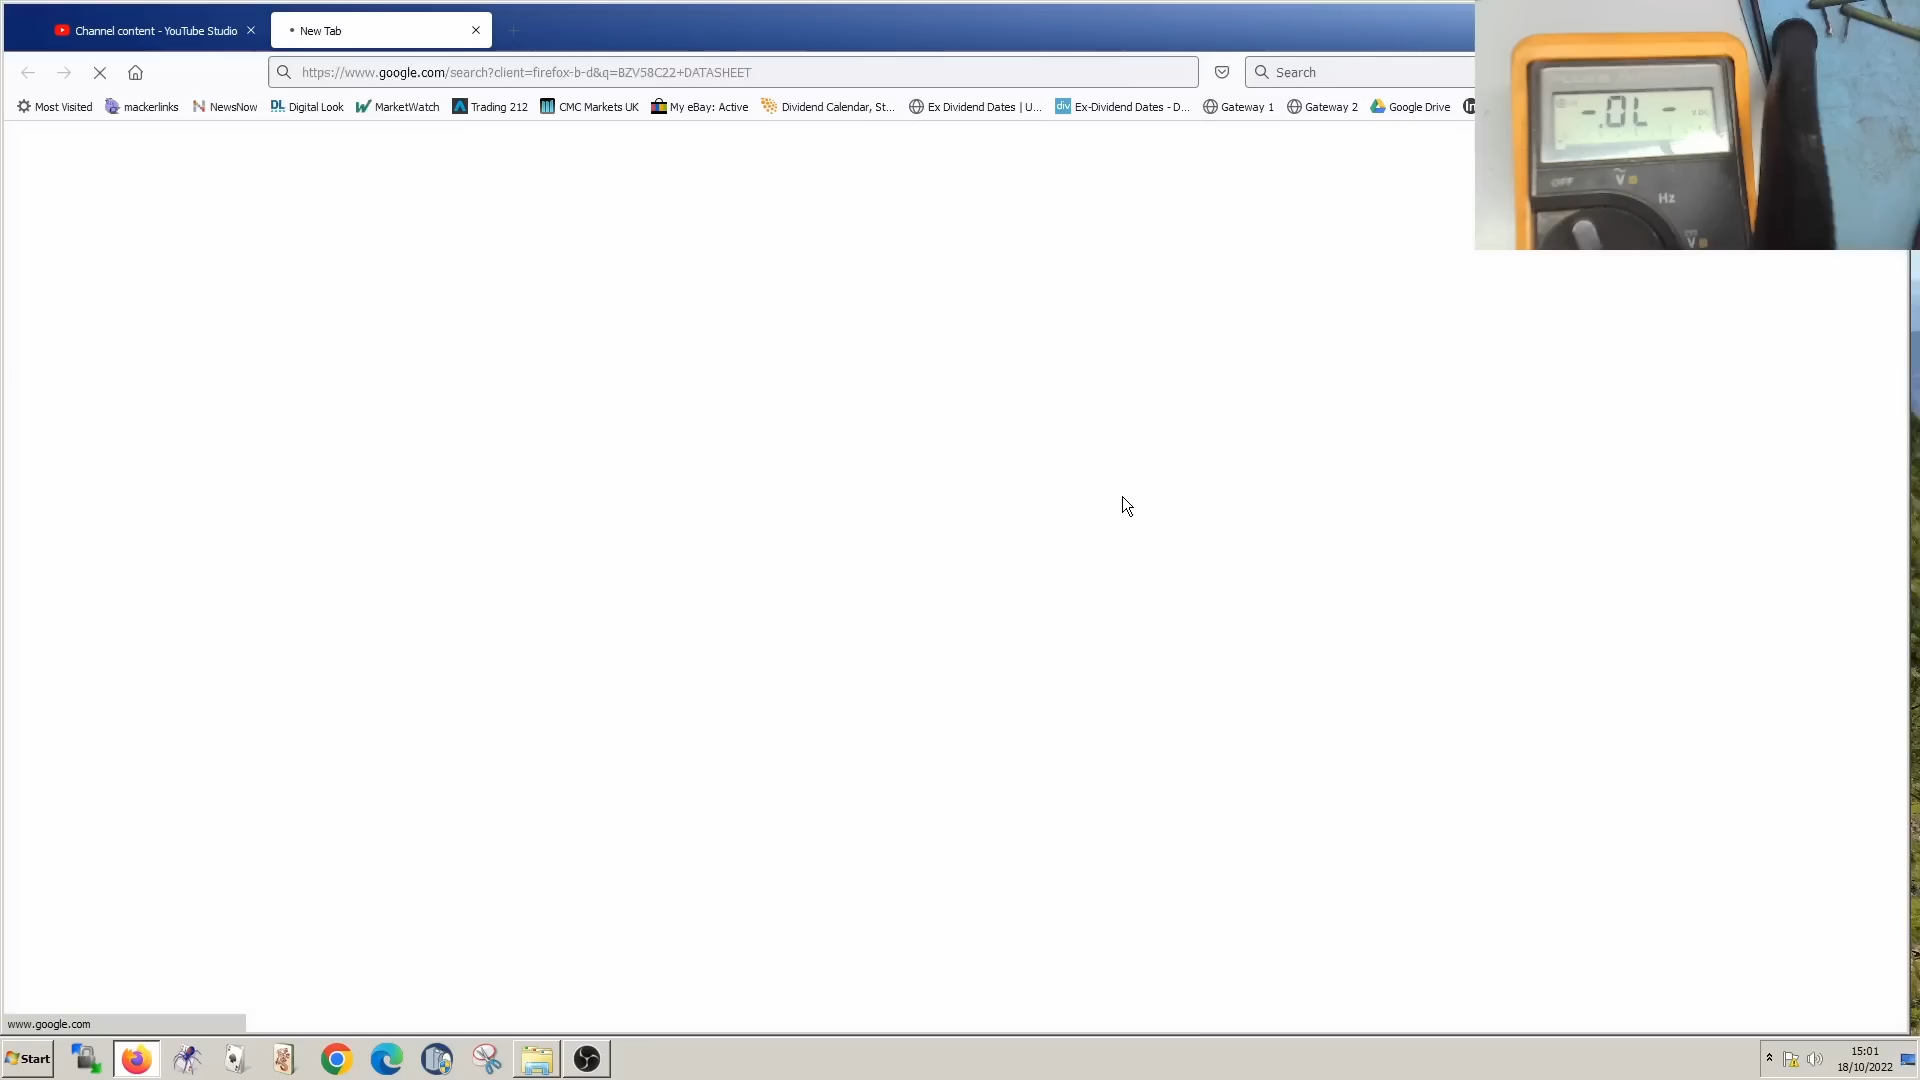 Channel content - YouTube Studio
New Tab
https://www.google.com/search?client=firefox-b-d&q=BZV58C22+DATASHEET
Search
Most Visited
mackerlinks
NewsNow
DL Digital Look
MarketWatch
Trading 212
CMC Markets UK
My eBay: Active
Dividend Calendar, St...
Ex Dividend Dates | U...
div Ex-Dividend Dates - D...
Gateway 1
Gateway 2
Google Drive
-.OL -
OFF
V
Hz
V
www.google.com
Start
15:01
18/10/2022